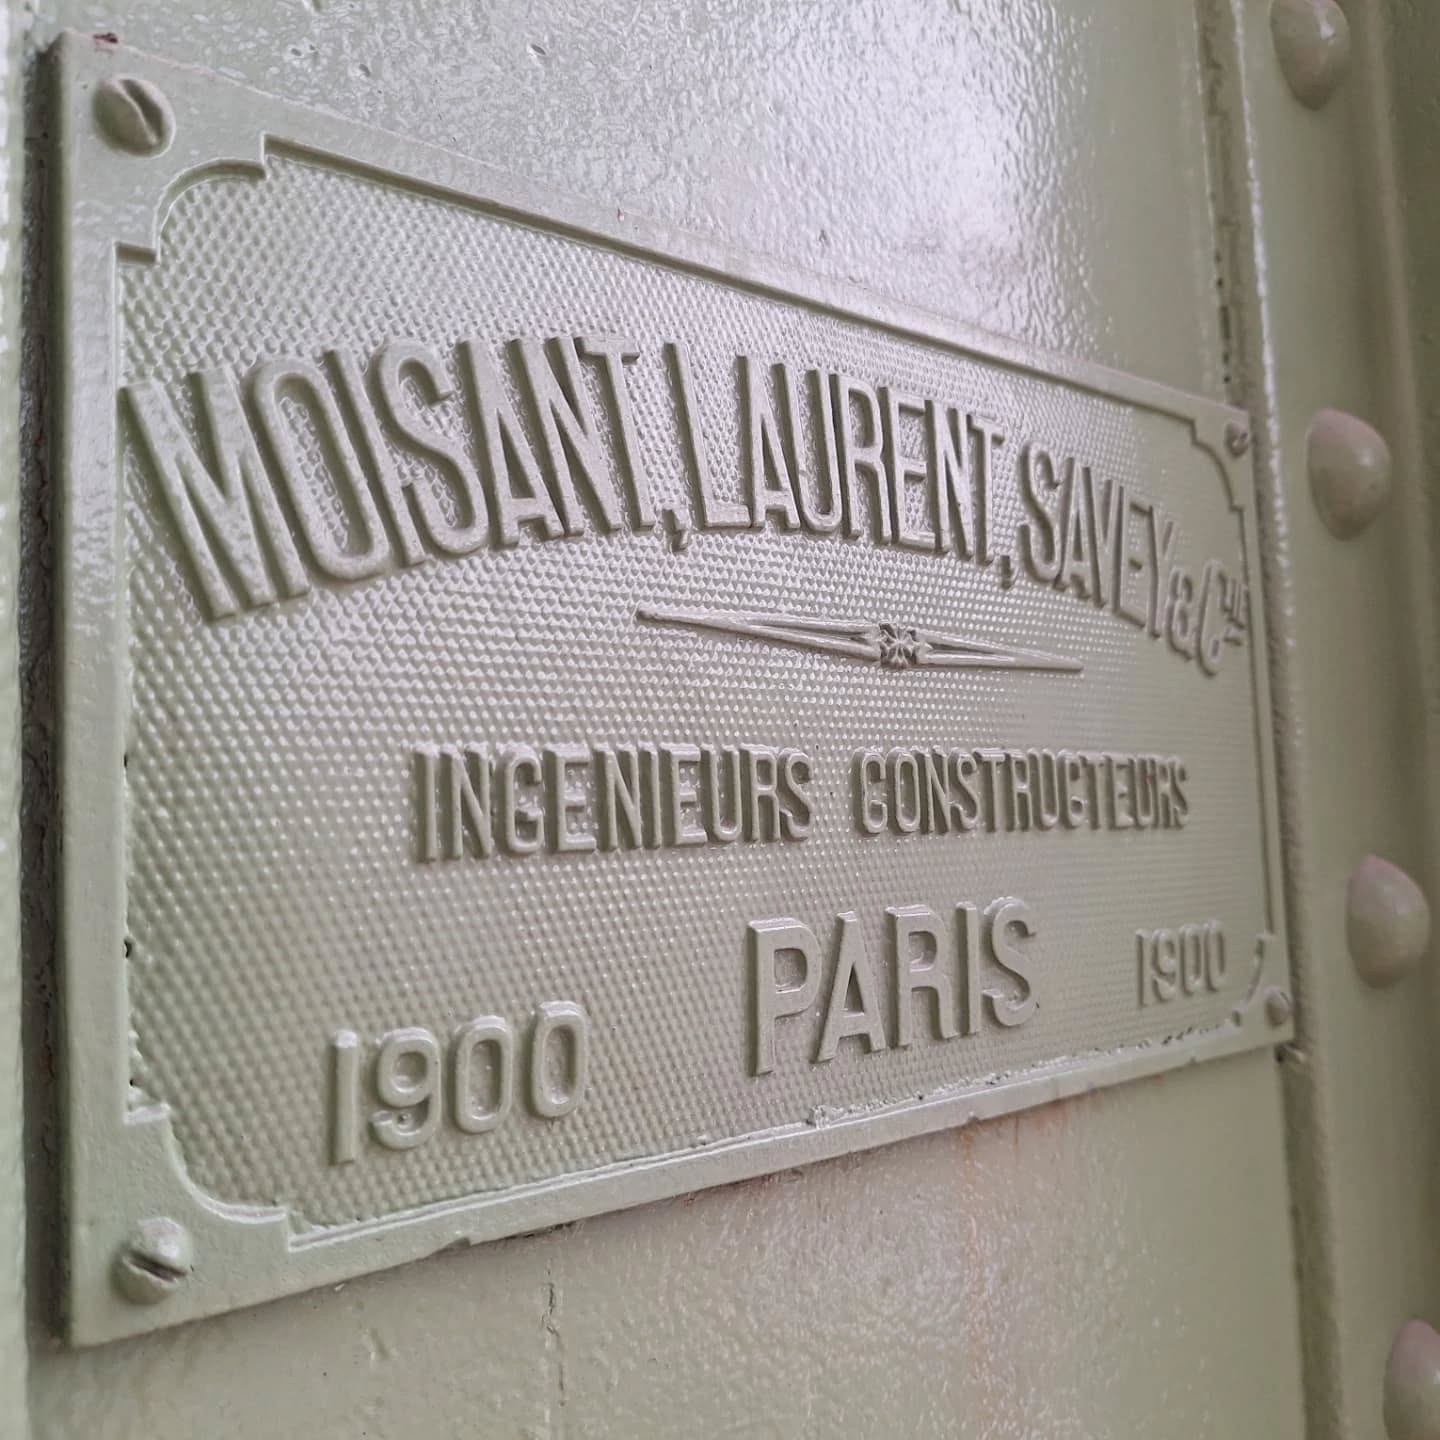 MOISANT, LAURENT, SAVEY & CIE
INGENIEURS CONSTRUCTEURS
1900 PARIS 1900